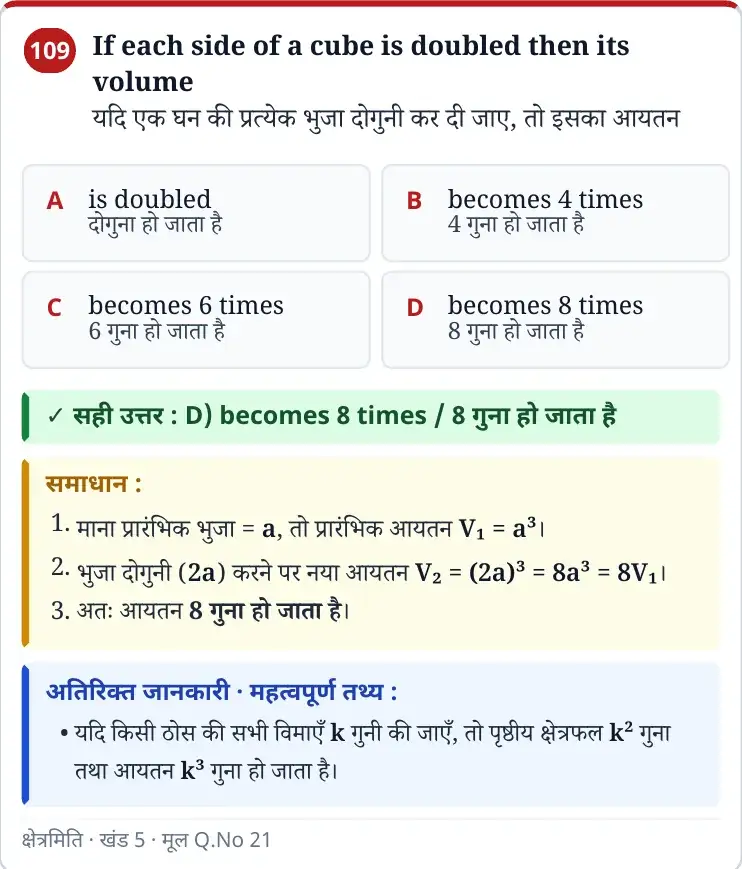 109 If each side of a cube is doubled then its
volume
यदि एक घन की प्रत्येक भुजा दोगुनी कर दी जाए, तो इसका आयतन
A is doubled
दोगुना हो जाता है
B becomes 4 times
4 गुना हो जाता है
C becomes 6 times
6 गुना हो जाता है
D becomes 8 times
8 गुना हो जाता है
✓ सही उत्तर : D) becomes 8 times / 8 गुना हो जाता है
समाधान :
1. माना प्रारंभिक भुजा = a, तो प्रारंभिक आयतन V₁ = a³।
2. भुजा दोगुनी (2a) करने पर नया आयतन V₂ = (2a)³ = 8a³ = 8V₁।
3. अतः आयतन 8 गुना हो जाता है।
अतिरिक्त जानकारी · महत्वपूर्ण तथ्य :
• यदि किसी ठोस की सभी विमाएँ k गुनी की जाएँ, तो पृष्ठीय क्षेत्रफल k² गुना
तथा आयतन k³ गुना हो जाता है।
क्षेत्रमिति · खंड 5 · मूल Q.No 21